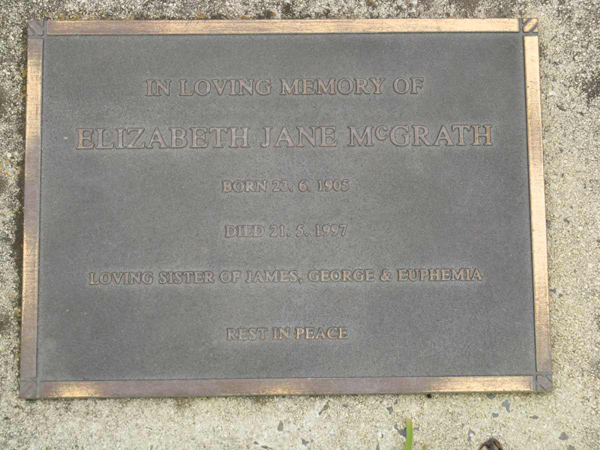 IN LOVING MEMORY OF
ELIZABETH JANE McGRATH
BORN 23. 6. 1905
DIED 21. 5. 1997
LOVING SISTER OF JAMES, GEORGE & EUPHEMIA
REST IN PEACE